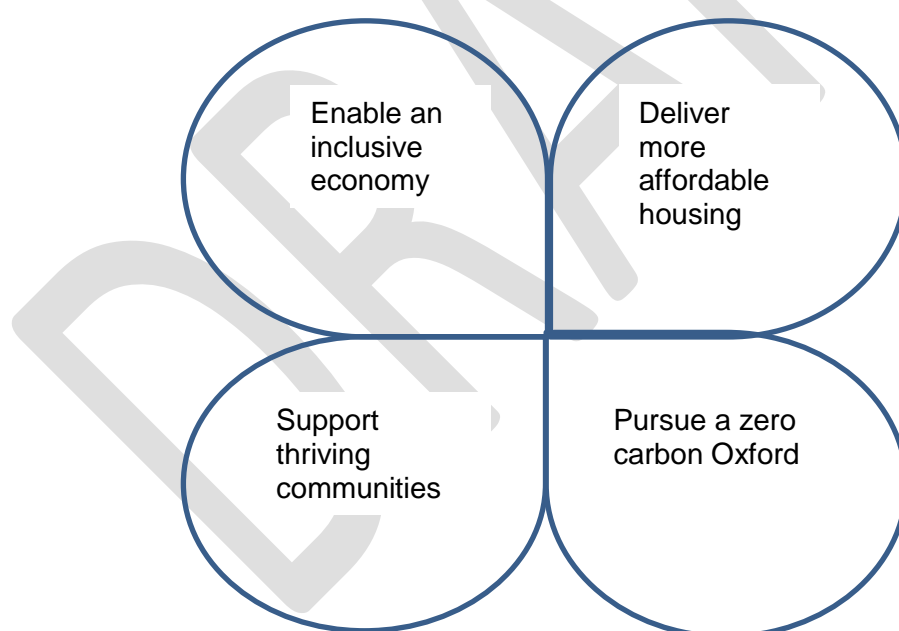 Enable an
inclusive
economy
Deliver
more
affordable
housing
Support
thriving
communities
Pursue a zero
carbon Oxford